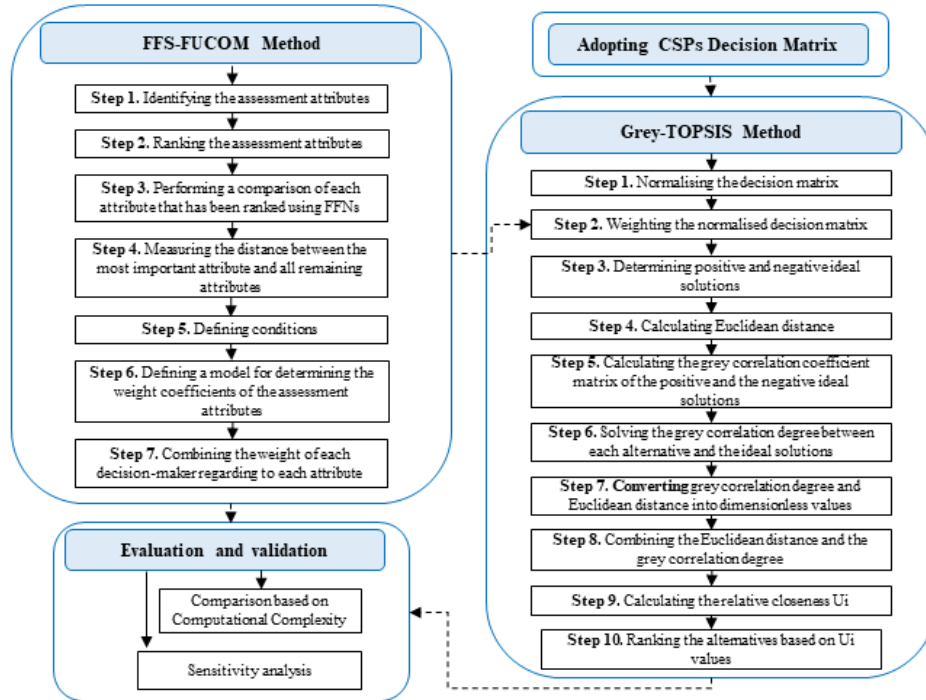 FFS-FUCOM Method
Step 1. Identifying the assessment attributes
Step 2. Ranking the assessment attributes
Step 3. Performing a comparison of each
attribute that has been ranked using FFNs
Step 4. Measuring the distance between the
most important attribute and all remaining
attributes
Step 5. Defining conditions
Step 6. Defining a model for determining the
weight coefficients of the assessment
attributes
Step 7. Combining the weight of each
decision-maker regarding to each attribute
Evaluation and validation
Comparison based on
Computational Complexity
Sensitivity analysis
Adopting CSPs Decision Matrix
Grey-TOPSIS Method
Step 1. Normalising the decision matrix
Step 2. Weighting the normalised decision matrix
Step 3. Determining positive and negative ideal
solutions
Step 4. Calculating Euclidean distance
Step 5. Calculating the grey correlation coefficient
matrix of the positive and the negative ideal
solutions
Step 6. Solving the grey correlation degree between
each alternative and the ideal solutions
Step 7. Converting grey correlation degree and
Euclidean distance into dimensionless values
Step 8. Combining the Euclidean distance and the
grey correlation degree
Step 9. Calculating the relative closeness Ui
Step 10. Ranking the alternatives based on Ui
values